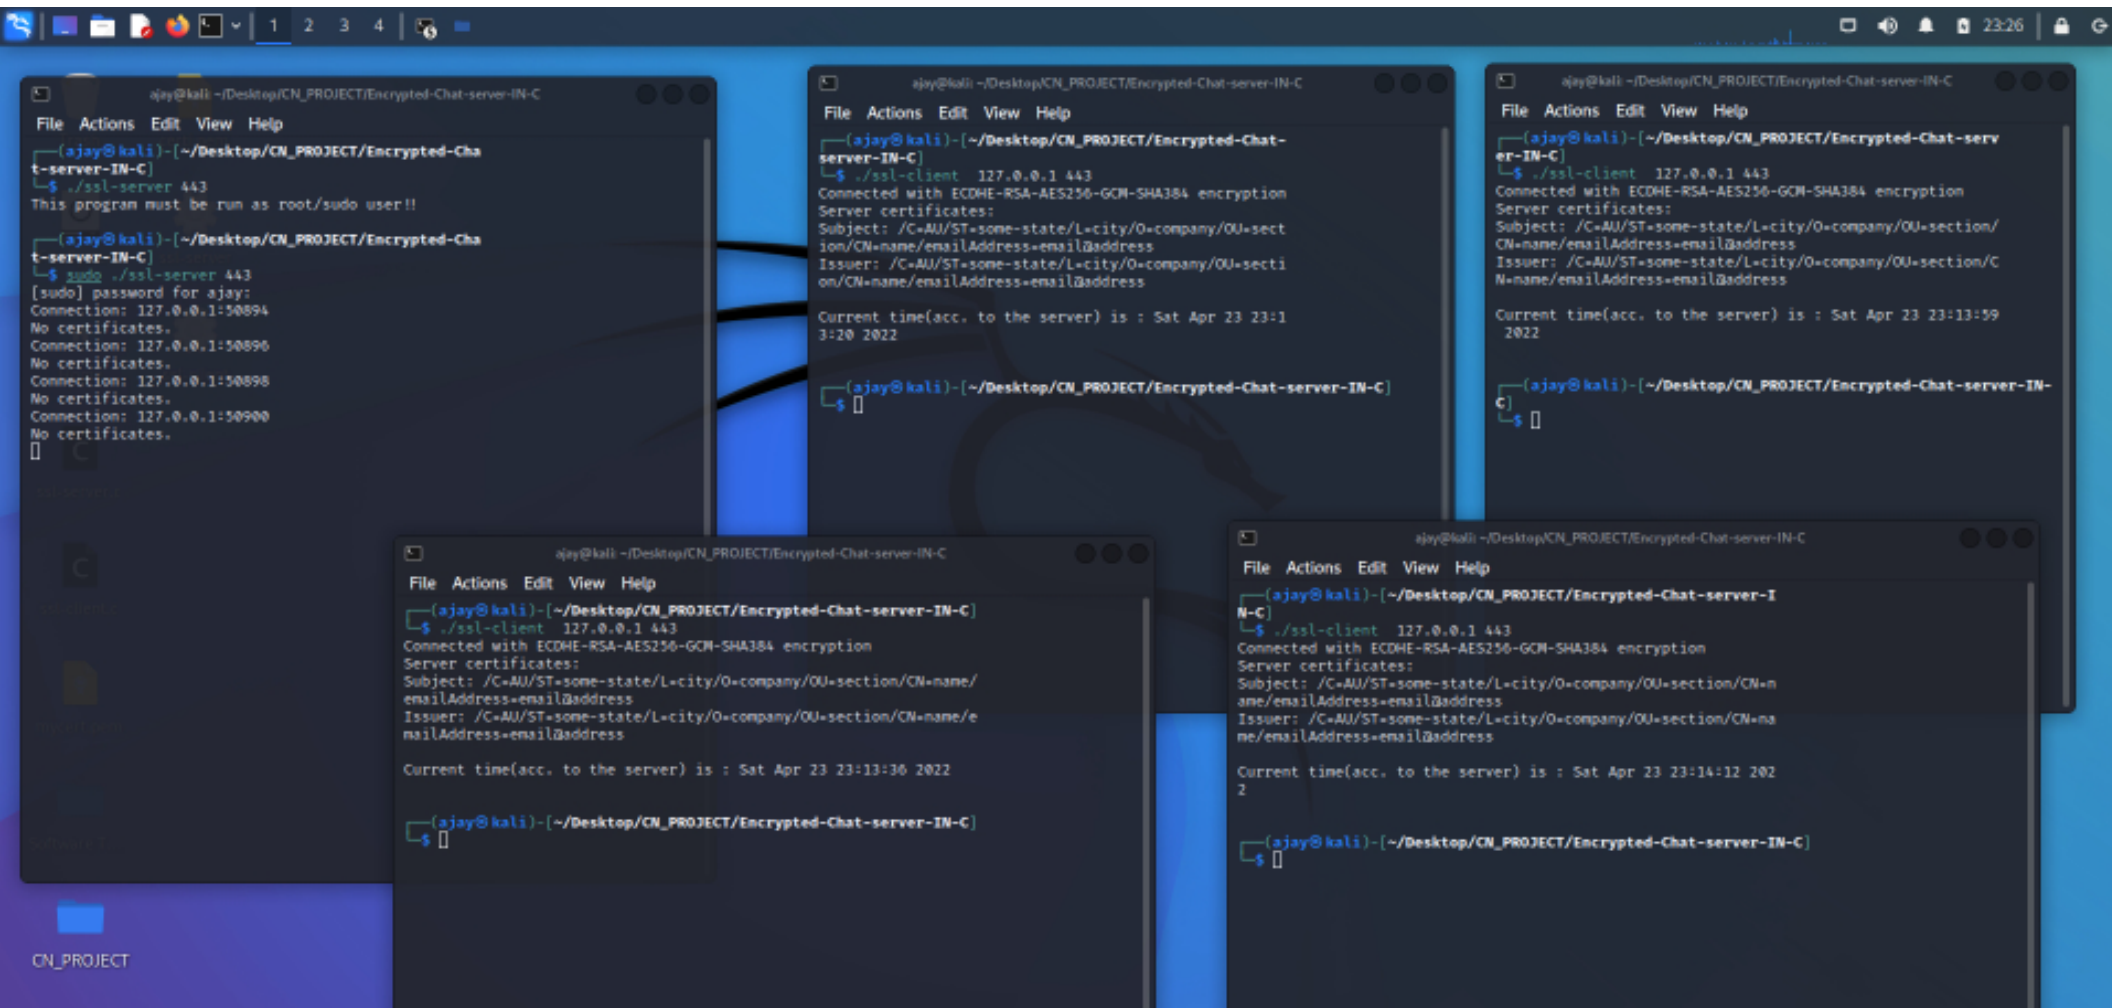 1 2 3 4
23:26
ajay@kali: ~/Desktop/CN_PROJECT/Encrypted-Chat-server-IN-C
File Actions Edit View Help
(ajay㉿kali)-[~/Desktop/CN_PROJECT/Encrypted-Cha
t-server-IN-C]
$ ./ssl-server 443
This program must be run as root/sudo user!!
(ajay㉿kali)-[~/Desktop/CN_PROJECT/Encrypted-Cha
t-server-IN-C]
$ sudo ./ssl-server 443
[sudo] password for ajay:
Connection: 127.0.0.1:50894
No certificates.
Connection: 127.0.0.1:50896
No certificates.
Connection: 127.0.0.1:50898
No certificates.
Connection: 127.0.0.1:50900
No certificates.
ajay@kali: ~/Desktop/CN_PROJECT/Encrypted-Chat-server-IN-C
File Actions Edit View Help
(ajay㉿kali)-[~/Desktop/CN_PROJECT/Encrypted-Chat-
server-IN-C]
$ ./ssl-client 127.0.0.1 443
Connected with ECDHE-RSA-AES256-GCM-SHA384 encryption
Server certificates:
Subject: /C=AU/ST=some-state/L=city/O=company/OU=sect
ion/CN=name/emailAddress=email@address
Issuer: /C=AU/ST=some-state/L=city/O=company/OU=secti
on/CN=name/emailAddress=email@address
Current time(acc. to the server) is : Sat Apr 23 23:1
3:20 2022
(ajay㉿kali)-[~/Desktop/CN_PROJECT/Encrypted-Chat-server-IN-C]
$
ajay@kali: ~/Desktop/CN_PROJECT/Encrypted-Chat-server-IN-C
File Actions Edit View Help
(ajay㉿kali)-[~/Desktop/CN_PROJECT/Encrypted-Chat-serv
er-IN-C]
$ ./ssl-client 127.0.0.1 443
Connected with ECDHE-RSA-AES256-GCM-SHA384 encryption
Server certificates:
Subject: /C=AU/ST=some-state/L=city/O=company/OU=section/
CN=name/emailAddress=email@address
Issuer: /C=AU/ST=some-state/L=city/O=company/OU=section/C
N=name/emailAddress=email@address
Current time(acc. to the server) is : Sat Apr 23 23:13:59
2022
(ajay㉿kali)-[~/Desktop/CN_PROJECT/Encrypted-Chat-server-IN-
C]
$
ajay@kali: ~/Desktop/CN_PROJECT/Encrypted-Chat-server-IN-C
File Actions Edit View Help
(ajay㉿kali)-[~/Desktop/CN_PROJECT/Encrypted-Chat-server-IN-C]
$ ./ssl-client 127.0.0.1 443
Connected with ECDHE-RSA-AES256-GCM-SHA384 encryption
Server certificates:
Subject: /C=AU/ST=some-state/L=city/O=company/OU=section/CN=name/
emailAddress=email@address
Issuer: /C=AU/ST=some-state/L=city/O=company/OU=section/CN=name/e
mailAddress=email@address
Current time(acc. to the server) is : Sat Apr 23 23:13:36 2022
(ajay㉿kali)-[~/Desktop/CN_PROJECT/Encrypted-Chat-server-IN-C]
$
ajay@kali: ~/Desktop/CN_PROJECT/Encrypted-Chat-server-IN-C
File Actions Edit View Help
(ajay㉿kali)-[~/Desktop/CN_PROJECT/Encrypted-Chat-server-I
N-C]
$ ./ssl-client 127.0.0.1 443
Connected with ECDHE-RSA-AES256-GCM-SHA384 encryption
Server certificates:
Subject: /C=AU/ST=some-state/L=city/O=company/OU=section/CN=n
ame/emailAddress=email@address
Issuer: /C=AU/ST=some-state/L=city/O=company/OU=section/CN=na
me/emailAddress=email@address
Current time(acc. to the server) is : Sat Apr 23 23:14:12 202
2
(ajay㉿kali)-[~/Desktop/CN_PROJECT/Encrypted-Chat-server-IN-C]
$
CN_PROJECT